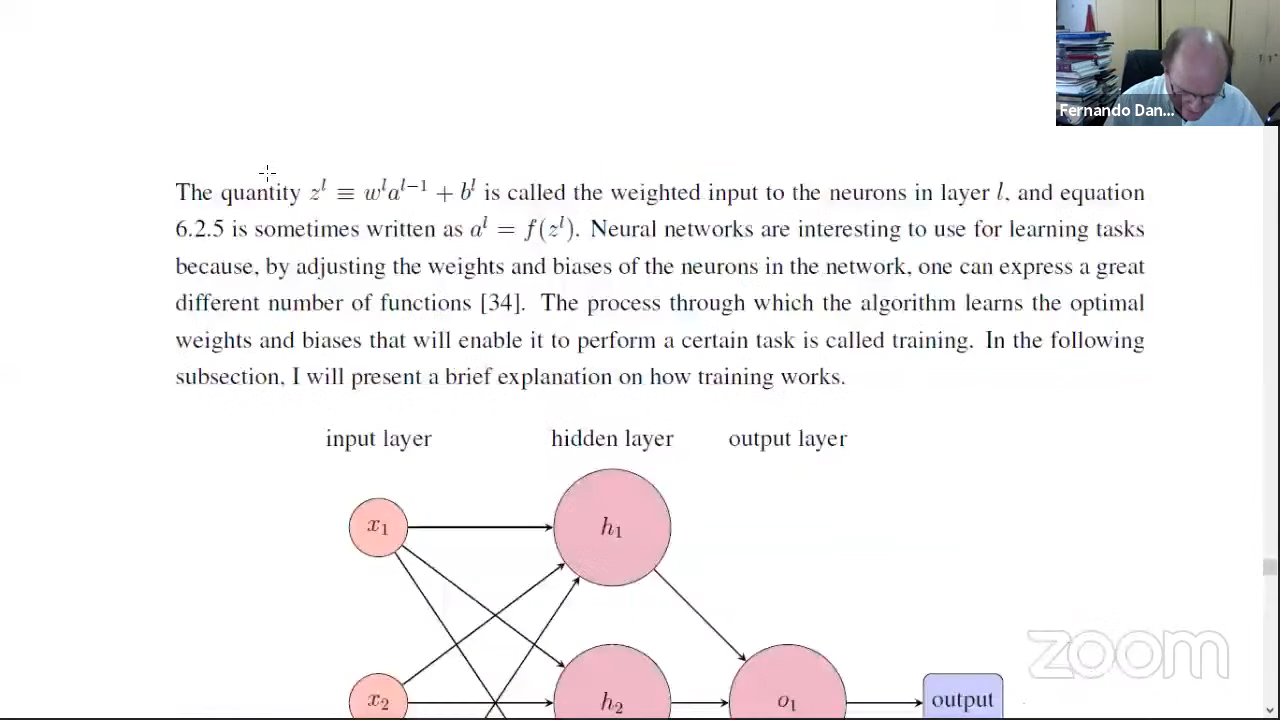 Fernando Dan...
The quantity z^l ≡ w^l a^{l−1} + b^l is called the weighted input to the neurons in layer l, and equation
6.2.5 is sometimes written as a^l = f(z^l). Neural networks are interesting to use for learning tasks
because, by adjusting the weights and biases of the neurons in the network, one can express a great
different number of functions [34]. The process through which the algorithm learns the optimal
weights and biases that will enable it to perform a certain task is called training. In the following
subsection, I will present a brief explanation on how training works.
input layer hidden layer output layer
x₁ h₁
x₂ h₂ o₁ output
zoom